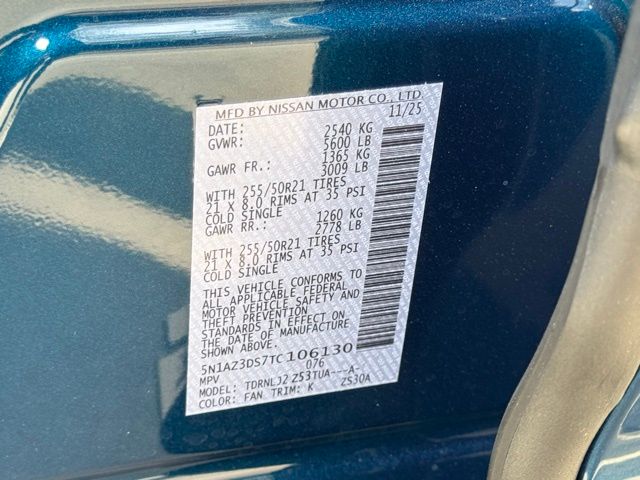 MFD BY NISSAN MOTOR CO., LTD.
DATE: 11/25
GVWR: 2540 KG
5600 LB
GAWR FR.: 1365 KG
3009 LB
WITH 255/50R21 TIRES
21 X 8.0 RIMS AT 35 PSI
COLD SINGLE
GAWR RR.: 1260 KG
2778 LB
WITH 255/50R21 TIRES
21 X 8.0 RIMS AT 35 PSI
COLD SINGLE
THIS VEHICLE CONFORMS TO
ALL APPLICABLE FEDERAL
MOTOR VEHICLE SAFETY AND
THEFT PREVENTION
STANDARDS IN EFFECT ON
THE DATE OF MANUFACTURE
SHOWN ABOVE.
5N1AZ3DS7TC106130
MPV 076
MODEL: TDRNLJ2 Z53TUA---A-
COLOR: FAN TRIM: K ZS30A